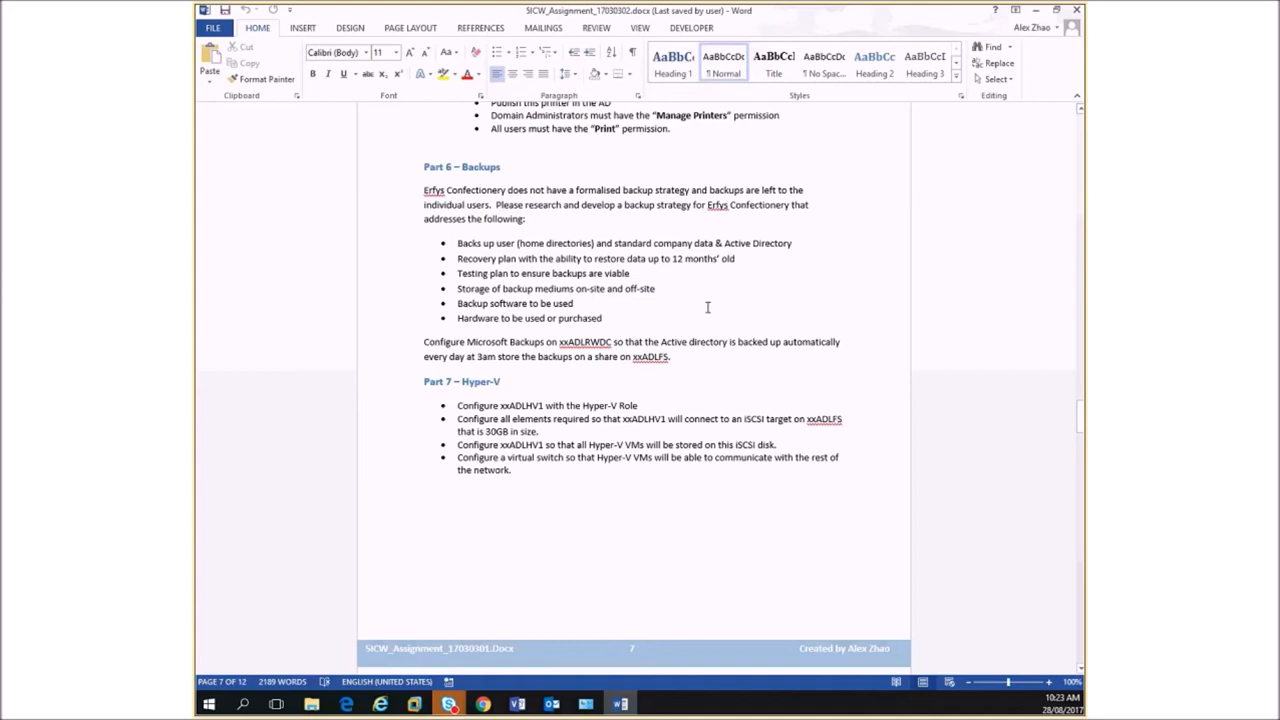 SICW_Assignment_17030302.docx (Last saved by user) - Word
FILE HOME INSERT DESIGN PAGE LAYOUT REFERENCES MAILINGS REVIEW VIEW DEVELOPER Alex Zhao
Paste
Cut
Copy
Format Painter
Clipboard
Calibri (Body) 11
Font
Paragraph
AaBbC AaBbCcDc AaBbC AaBbCcDc AaBbCc AaBbCcI
Heading 1 ¶ Normal Title ¶ No Spac... Heading 2 Heading 3
Styles
Find
Replace
Select
Editing
Publish this printer in the AD
• Domain Administrators must have the "Manage Printers" permission
• All users must have the "Print" permission.
Part 6 – Backups
Erfys Confectionery does not have a formalised backup strategy and backups are left to the
individual users. Please research and develop a backup strategy for Erfys Confectionery that
addresses the following:
• Backs up user (home directories) and standard company data & Active Directory
• Recovery plan with the ability to restore data up to 12 months' old
• Testing plan to ensure backups are viable
• Storage of backup mediums on-site and off-site
• Backup software to be used
• Hardware to be used or purchased
Configure Microsoft Backups on xxADLRWDC so that the Active directory is backed up automatically
every day at 3am store the backups on a share on xxADLFS.
Part 7 – Hyper-V
• Configure xxADLHV1 with the Hyper-V Role
• Configure all elements required so that xxADLHV1 will connect to an iSCSI target on xxADLFS
that is 30GB in size.
• Configure xxADLHV1 so that all Hyper-V VMs will be stored on this iSCSI disk.
• Configure a virtual switch so that Hyper-V VMs will be able to communicate with the rest of
the network.
SICW_Assignment_17030301.Docx 7 Created by Alex Zhao
PAGE 7 OF 12 2189 WORDS ENGLISH (UNITED STATES) 100%
10:23 AM
28/08/2017